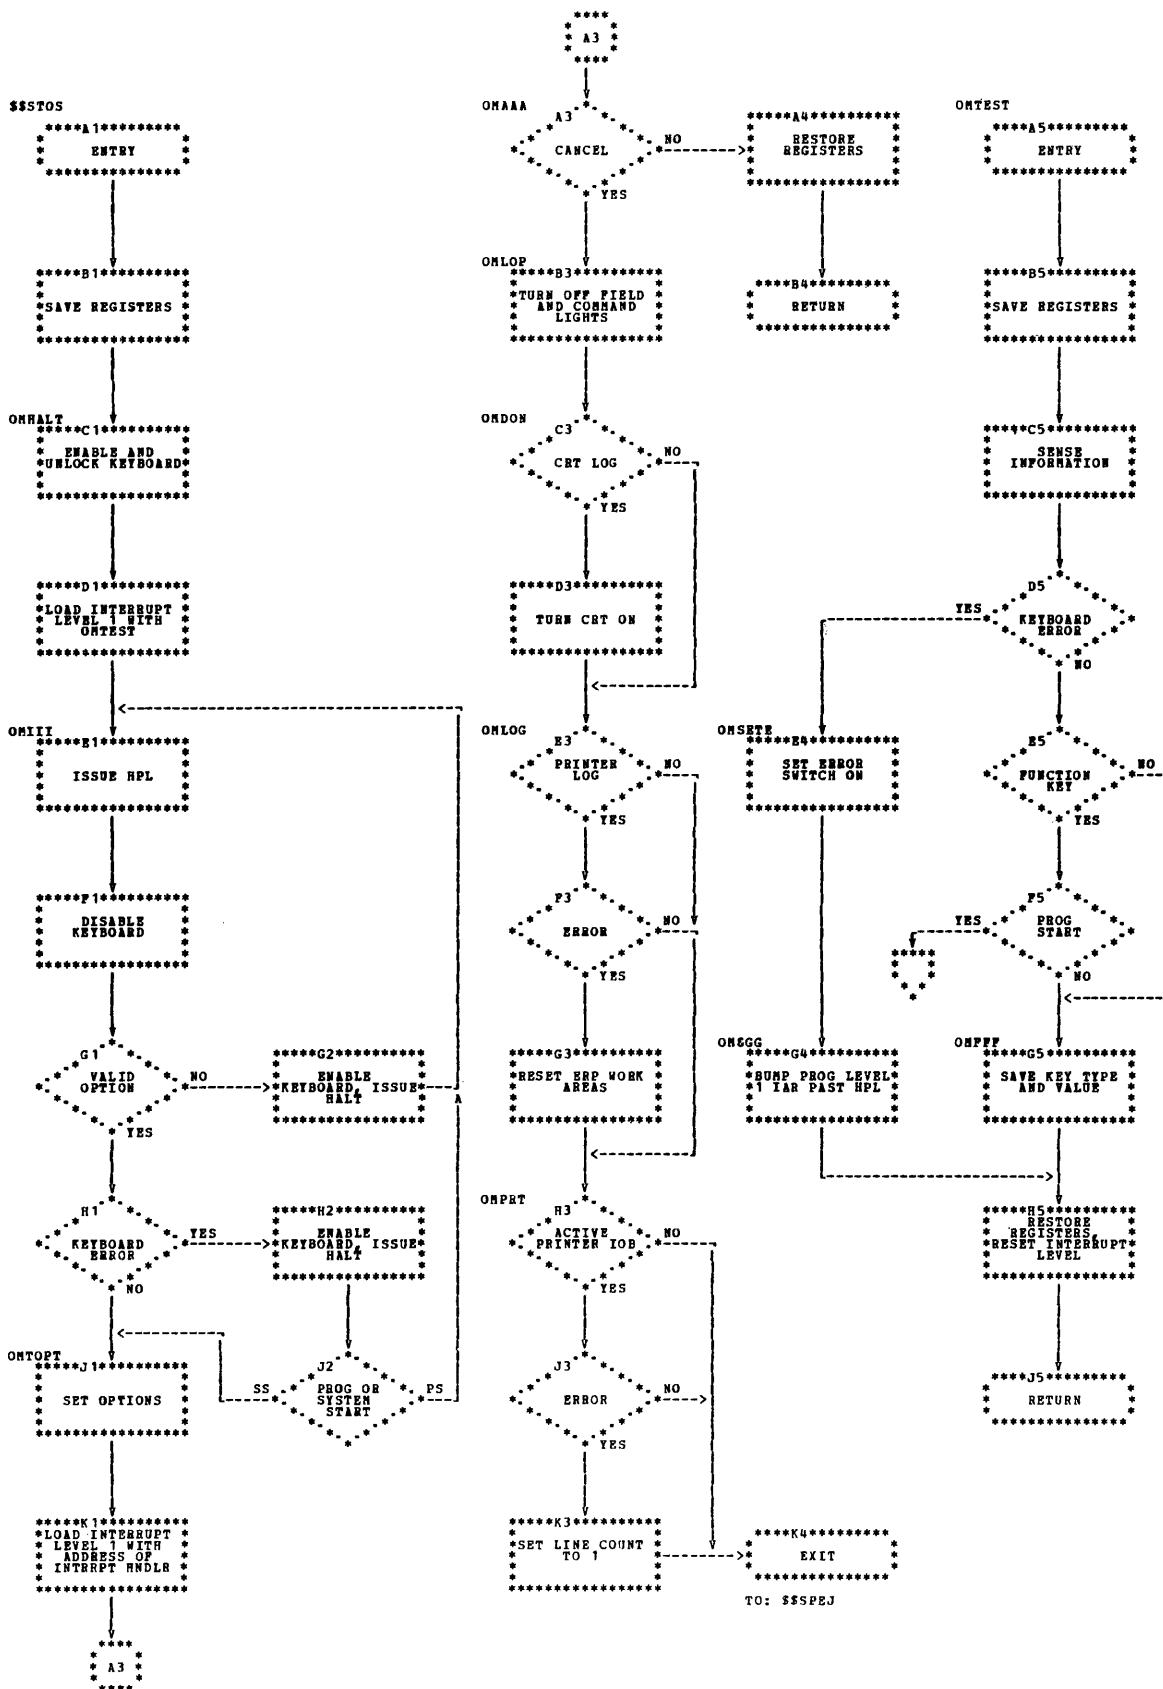 $$STOS
A1
ENTRY
B1
SAVE REGISTERS
OMHALT
C1
ENABLE AND
UNLOCK KEYBOARD
D1
LOAD INTERRUPT
LEVEL 1 WITH
OMTEST
OMIII
E1
ISSUE HPL
F1
DISABLE
KEYBOARD
G1
VALID
OPTION
NO
YES
G2
ENABLE
KEYBOARD, ISSUE
HALT
A
H1
KEYBOARD
ERROR
YES
NO
H2
ENABLE
KEYBOARD, ISSUE
HALT
OMTOPT
J1
SET OPTIONS
J2
SS
PROG OR
SYSTEM
START
PS
K1
LOAD INTERRUPT
LEVEL 1 WITH
ADDRESS OF
INTRRPT HNDLR
A3
A3
OMAAA
A3
CANCEL
NO
YES
A4
RESTORE
REGISTERS
B4
RETURN
OMLOP
B3
TURN OFF FIELD
AND COMMAND
LIGHTS
OMDON
C3
CRT LOG
NO
YES
D3
TURN CRT ON
OMLOG
E3
PRINTER
LOG
NO
YES
F3
ERROR
NO
YES
G3
RESET ERP WORK
AREAS
OMPRT
H3
ACTIVE
PRINTER IOB
NO
YES
J3
ERROR
NO
YES
K3
SET LINE COUNT
TO 1
K4
EXIT
TO: $$SPEJ
OMTEST
A5
ENTRY
B5
SAVE REGISTERS
C5
SENSE
INFORMATION
D5
YES
KEYBOARD
ERROR
NO
OMSETE
E4
SET ERROR
SWITCH ON
E5
FUNCTION
KEY
NO
YES
F5
YES
PROG
START
NO
OM&GG
G4
BUMP PROG LEVEL
1 IAR PAST HPL
OMFFF
G5
SAVE KEY TYPE
AND VALUE
H5
RESTORE
REGISTERS,
RESET INTERRUPT
LEVEL
J5
RETURN